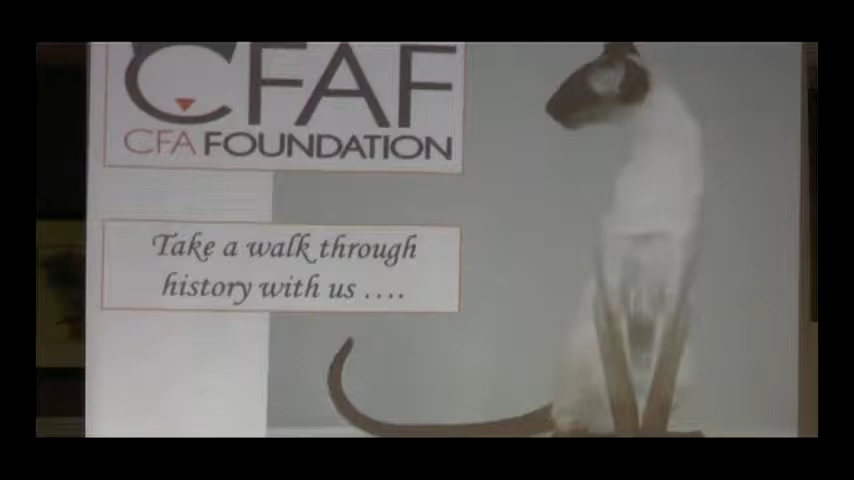 CFAF
CFA FOUNDATION
Take a walk through
history with us ....